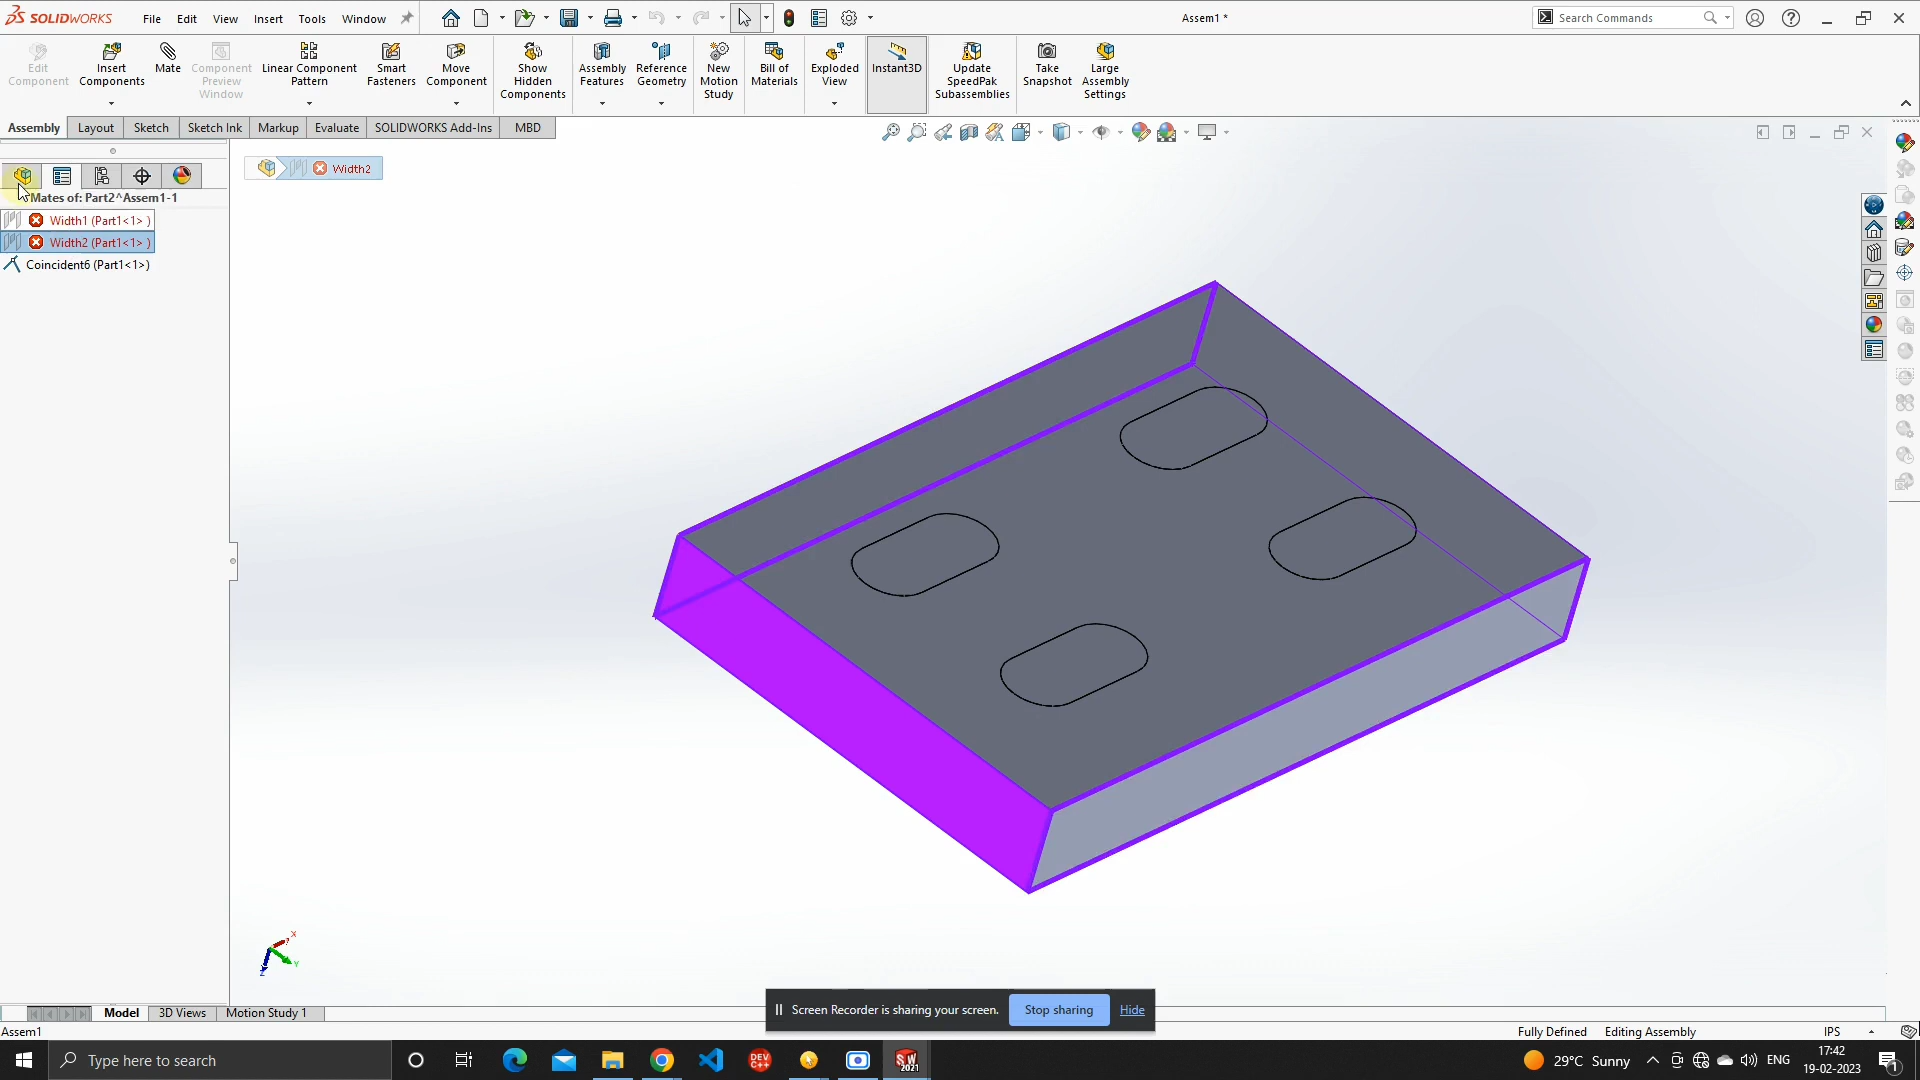 SOLIDWORKS File Edit View Insert Tools Window Assem1 * Search Commands
Edit Component
Insert Components
Mate
Component Preview Window
Linear Component Pattern
Smart Fasteners
Move Component
Show Hidden Components
Assembly Features
Reference Geometry
New Motion Study
Bill of Materials
Exploded View
Instant3D
Update SpeedPak Subassemblies
Take Snapshot
Large Assembly Settings
Assembly Layout Sketch Sketch Ink Markup Evaluate SOLIDWORKS Add-Ins MBD
Width2
Mates of: Part2^Assem1-1
Width1 (Part1<1> )
Width2 (Part1<1> )
Coincident6 (Part1<1>)
X
Y
Z
Screen Recorder is sharing your screen. Stop sharing Hide
Model 3D Views Motion Study 1
Assem1 Fully Defined Editing Assembly IPS
Type here to search
DEV C++
SW 2021
29°C Sunny
ENG
17:42
19-02-2023
1